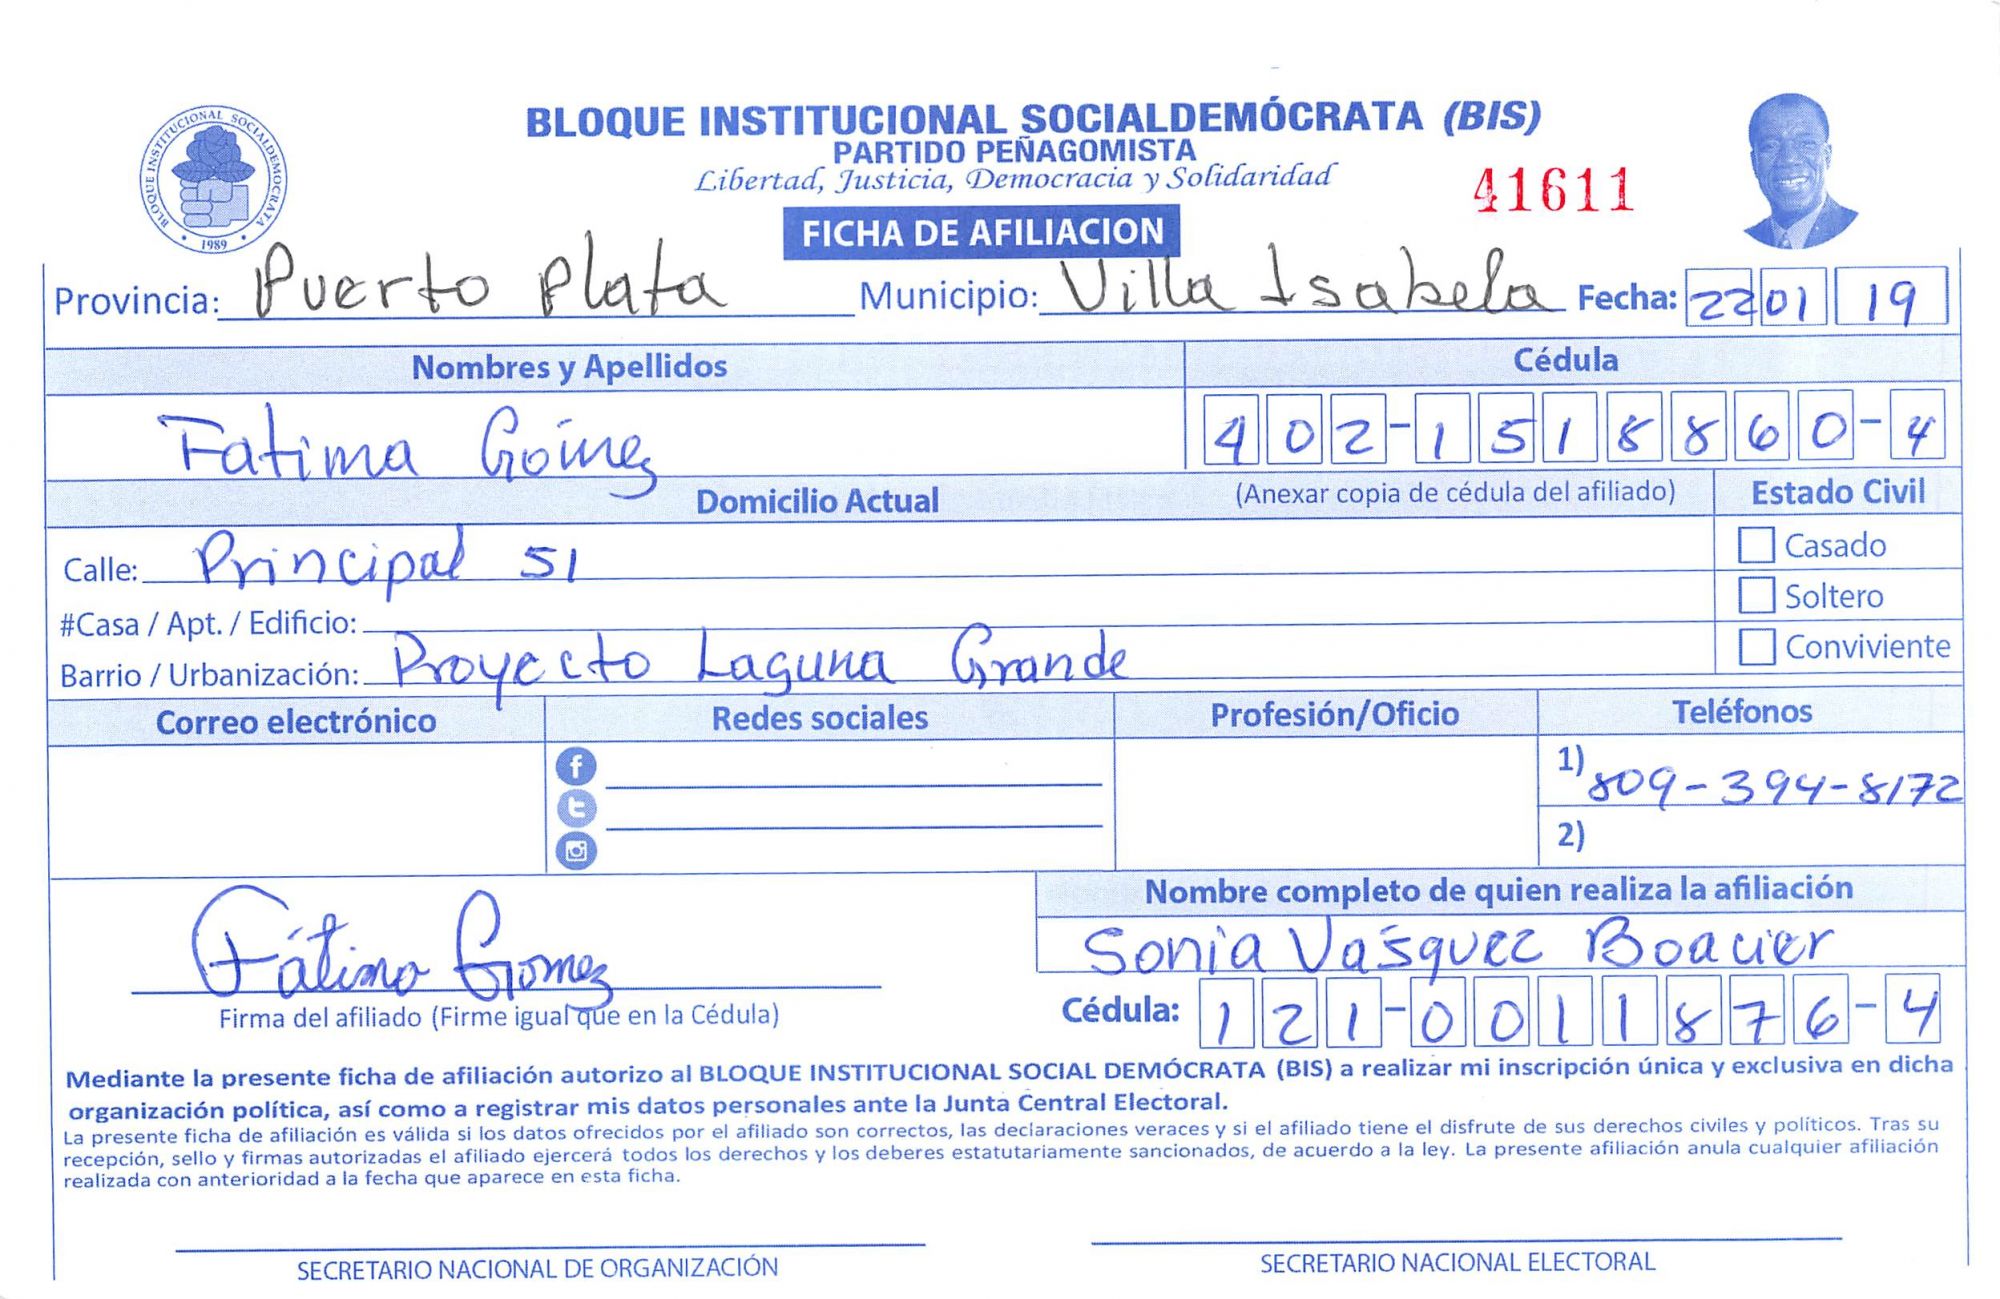 BLOQUE INSTITUCIONAL SOCIALDEMOCRATA
1989
BLOQUE INSTITUCIONAL SOCIALDEMÓCRATA (BIS)
PARTIDO PEÑAGOMISTA
Libertad, Justicia, Democracia y Solidaridad
41611
FICHA DE AFILIACION
Provincia: Puerto Plata Municipio: Villa Isabela Fecha: 22 01 19
Nombres y Apellidos Cédula
Fatima Góimez 402-1518860-4
Domicilio Actual (Anexar copia de cédula del afiliado) Estado Civil
Calle: Principal 51 Casado
#Casa / Apt. / Edificio: Soltero
Barrio / Urbanización: Proyecto Laguna Grande Conviviente
Correo electrónico Redes sociales Profesión/Oficio Teléfonos
1) 809-394-8172
2)
Nombre completo de quien realiza la afiliación
Sonia Vasquez
Fátima Gomez
Firma del afiliado (Firme igual que en la Cédula) Cédula: 121-0011876-4
Mediante la presente ficha de afiliación autorizo al BLOQUE INSTITUCIONAL SOCIAL DEMÓCRATA (BIS) a realizar mi inscripción única y exclusiva en dicha
organización política, así como a registrar mis datos personales ante la Junta Central Electoral.
La presente ficha de afiliación es válida si los datos ofrecidos por el afiliado son correctos, las declaraciones veraces y si el afiliado tiene el disfrute de sus derechos civiles y políticos. Tras su
recepción, sello y firmas autorizadas el afiliado ejercerá todos los derechos y los deberes estatutariamente sancionados, de acuerdo a la ley. La presente afiliación anula cualquier afiliación
realizada con anterioridad a la fecha que aparece en esta ficha.
SECRETARIO NACIONAL DE ORGANIZACIÓN SECRETARIO NACIONAL ELECTORAL